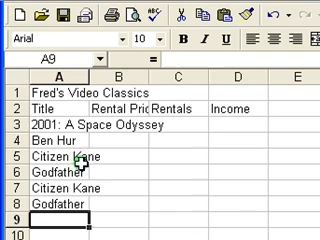 Arial 10 B I U
A9 =
A B C D E
1 Fred's Video Classics
2 Title Rental Pric Rentals Income
3 2001: A Space Odyssey
4 Ben Hur
5 Citizen Kane
6 Godfather
7 Citizen Kane
8 Godfather
9
10